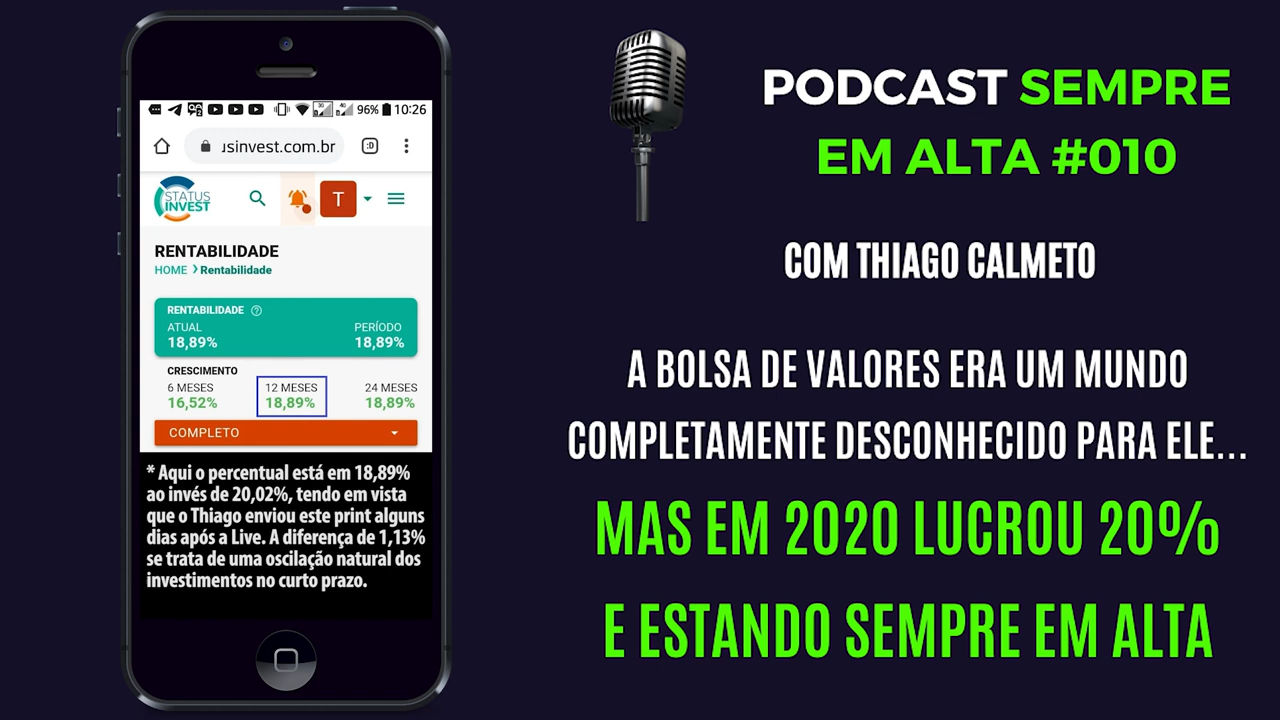 96% 10:26
usinvest.com.br
:D
STATUS
INVEST
T
RENTABILIDADE
HOME > Rentabilidade
RENTABILIDADE ?
ATUAL PERÍODO
18,89% 18,89%
CRESCIMENTO
6 MESES 12 MESES 24 MESES
16,52% 18,89% 18,89%
COMPLETO
* Aqui o percentual está em 18,89%
ao invés de 20,02%, tendo em vista
que o Thiago enviou este print alguns
dias após a Live. A diferença de 1,13%
se trata de uma oscilação natural dos
investimentos no curto prazo.
PODCAST SEMPRE
EM ALTA #010
COM THIAGO CALMETO
A BOLSA DE VALORES ERA UM MUNDO
COMPLETAMENTE DESCONHECIDO PARA ELE...
MAS EM 2020 LUCROU 20%
E ESTANDO SEMPRE EM ALTA